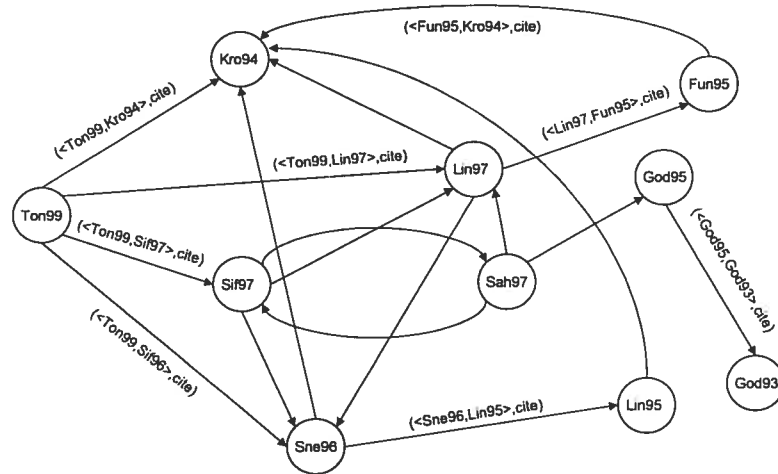 (<Fun95,Kro94>,cite)
Kro94
Fun95
(<Ton99,Kro94>,cite)
(<Lin97,Fun95>,cite)
(<Ton99,Lin97>,cite)
Lin97
God95
Ton99
(<Ton99,Sif97>,cite)
(<God95,God93>,cite)
Sif97
Sah97
(<Ton99,Sif96>,cite)
God93
Lin95
(<Sne96,Lin95>,cite)
Sne96